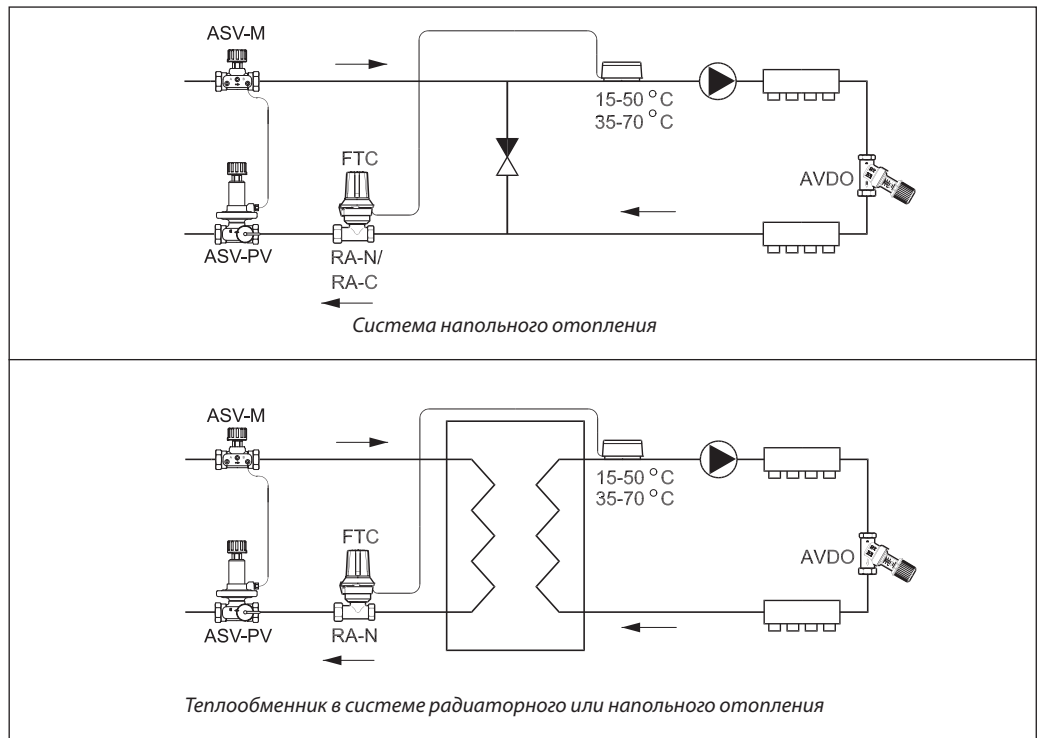 ASV-M
15-50 °C
35-70 °C
FTC
AVDO
ASV-PV
RA-N/
RA-C
Система напольного отопления
ASV-M
15-50 °C
35-70 °C
FTC
AVDO
ASV-PV
RA-N
Теплообменник в системе радиаторного или напольного отопления